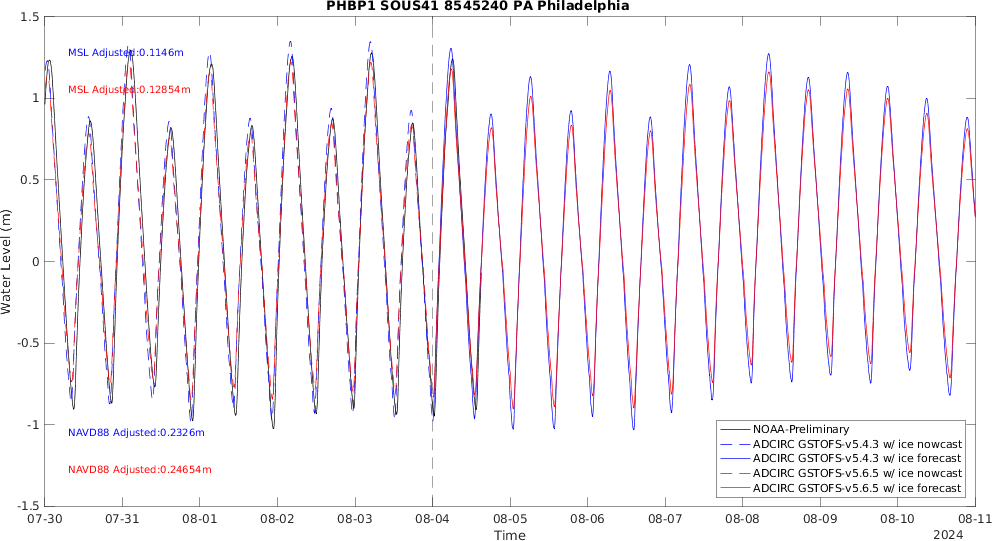 PHBP1 SOUS41 8545240 PA Philadelphia
1.5
1
0.5
0
-0.5
-1
-1.5
Water Level (m)
MSL Adjusted:0.1146m
MSL Adjusted:0.12854m
NAVD88 Adjusted:0.2326m
NAVD88 Adjusted:0.24654m
NOAA-Preliminary
ADCIRC GSTOFS-v5.4.3 w/ ice nowcast
ADCIRC GSTOFS-v5.4.3 w/ ice forecast
ADCIRC GSTOFS-v5.6.5 w/ ice nowcast
ADCIRC GSTOFS-v5.6.5 w/ ice forecast
07-30 07-31 08-01 08-02 08-03 08-04 08-05 08-06 08-07 08-08 08-09 08-10 08-11
Time
2024